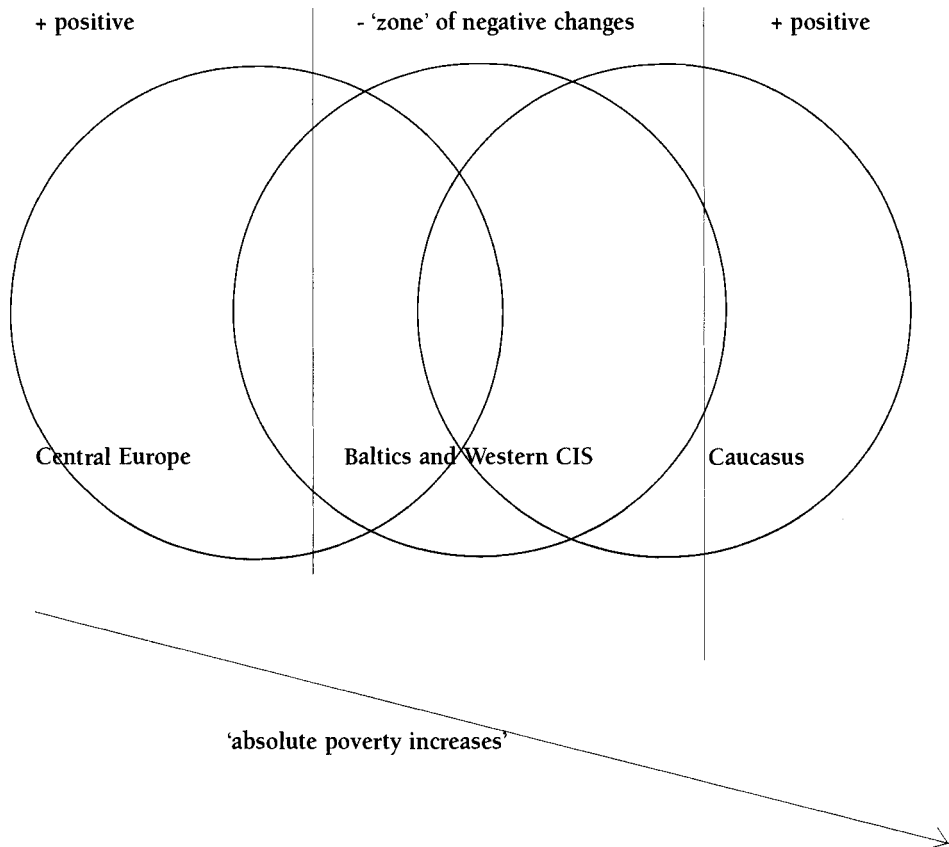 + positive
- ‘zone’ of negative changes
+ positive
Central Europe
Baltics and Western CIS
Caucasus
‘absolute poverty increases’